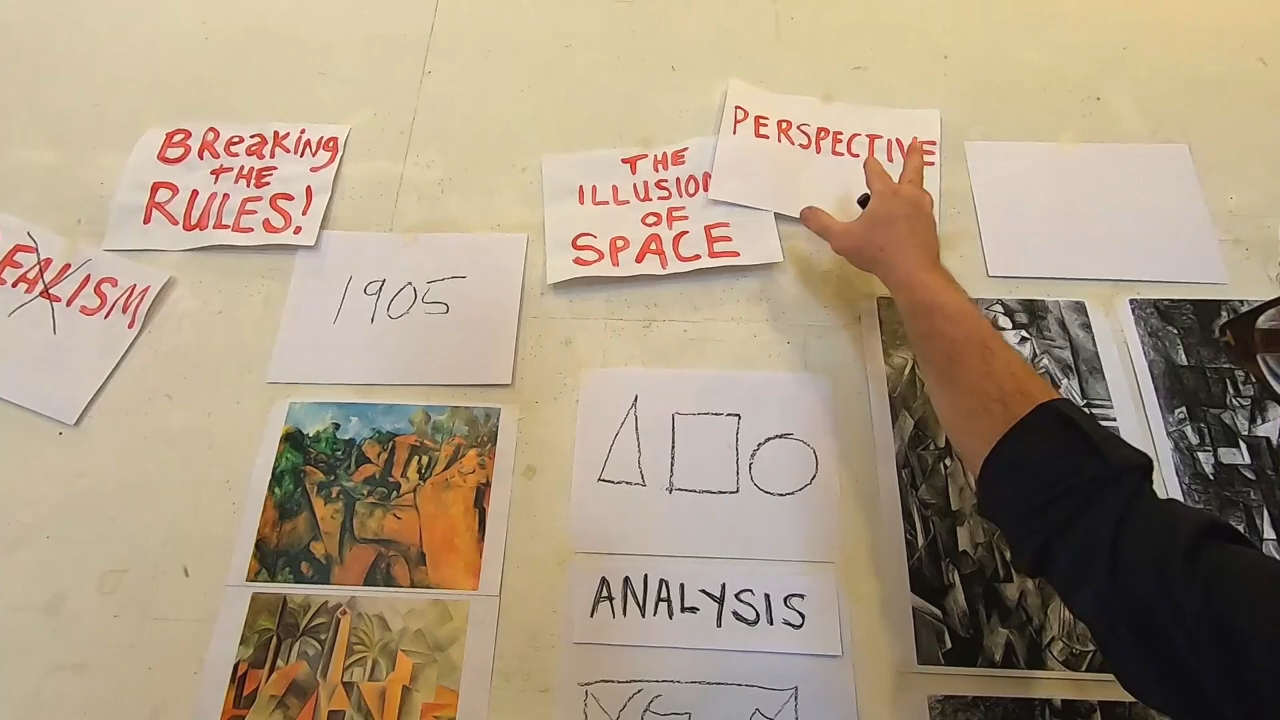 BReaking
THE
RULES!
EALISM
1905
THE
ILLUSION
OF
SPACE
PERSPECTIVE
ANALYSIS